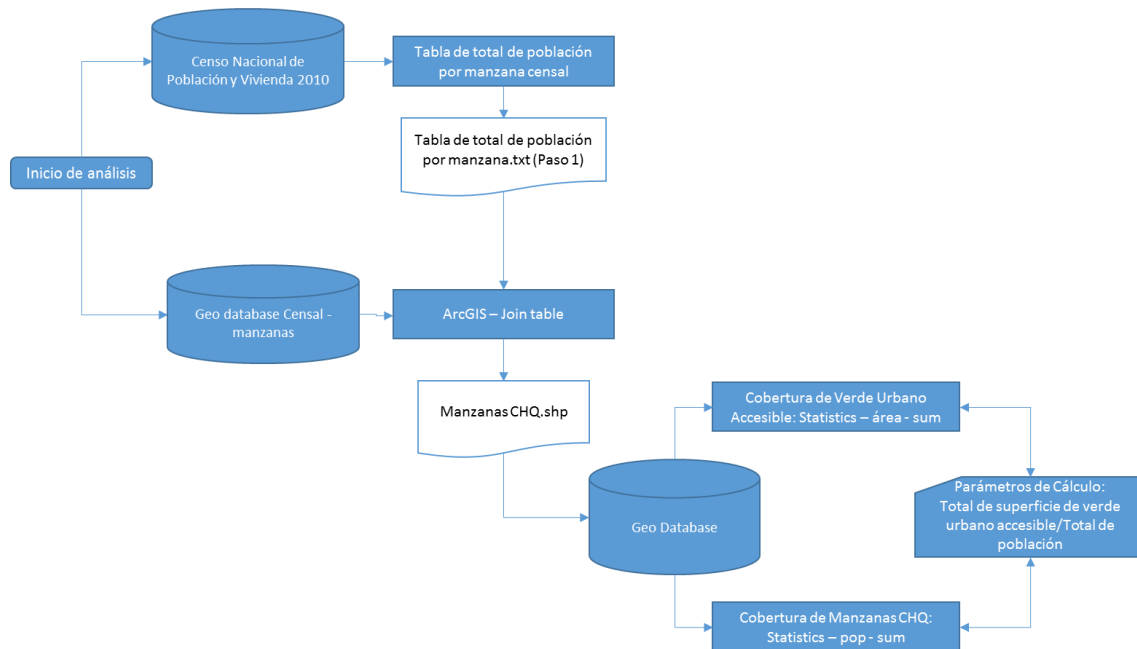 Censo Nacional de
Población y Vivienda 2010
Tabla de total de población
por manzana censal
Tabla de total de población
por manzana.txt (Paso 1)
Inicio de análisis
Geo database Censal -
manzanas
ArcGIS – Join table
Manzanas CHQ.shp
Cobertura de Verde Urbano
Accesible: Statistics – área - sum
Geo Database
Parámetros de Cálculo:
Total de superficie de verde
urbano accesible/Total de
población
Cobertura de Manzanas CHQ:
Statistics – pop - sum